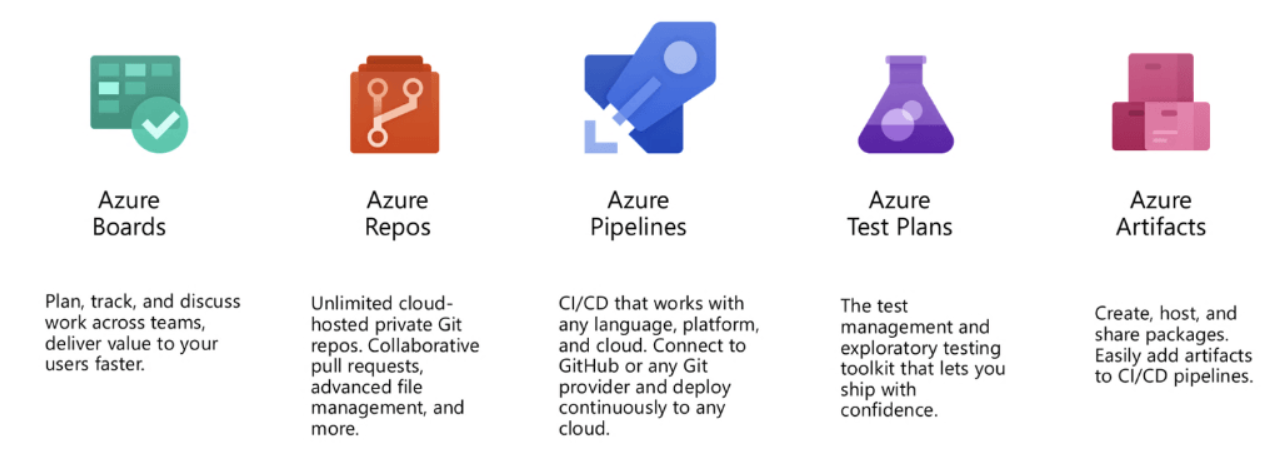 Azure
Boards
Azure
Repos
Azure
Pipelines
Azure
Test Plans
Azure
Artifacts
Plan, track, and discuss
work across teams,
deliver value to your
users faster.
Unlimited cloud-
hosted private Git
repos. Collaborative
pull requests,
advanced file
management, and
more.
CI/CD that works with
any language, platform,
and cloud. Connect to
GitHub or any Git
provider and deploy
continuously to any
cloud.
The test
management and
exploratory testing
toolkit that lets you
ship with
confidence.
Create, host, and
share packages.
Easily add artifacts
to CI/CD pipelines.